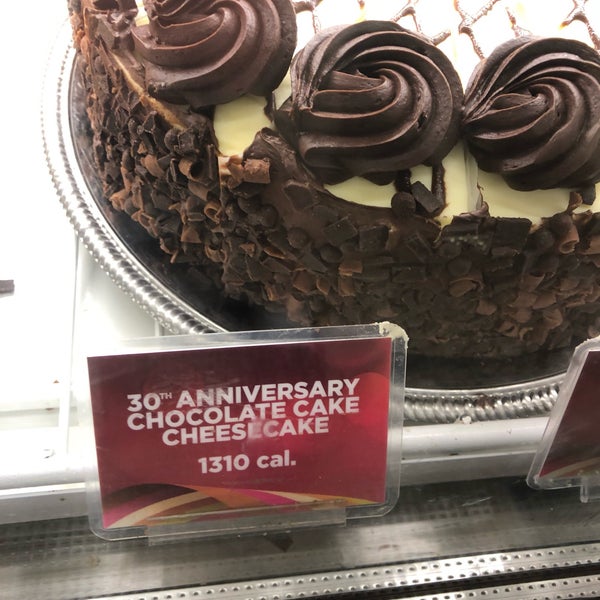 30TH ANNIVERSARY
CHOCOLATE CAKE
CHEESECAKE
1310 cal.